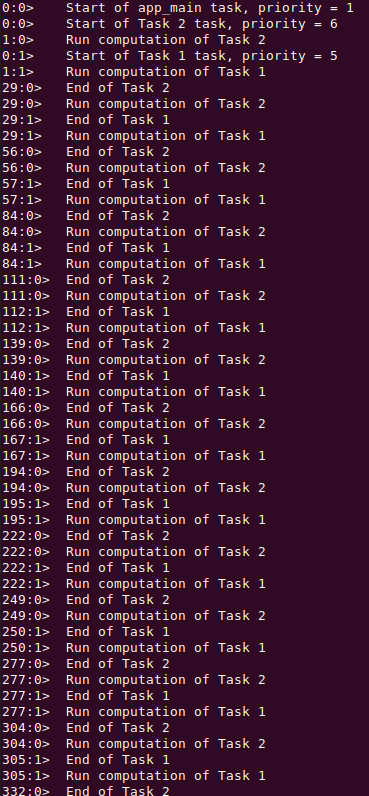 0:0>   Start of app_main task, priority = 1
0:0>   Start of Task 2 task, priority = 6
1:0>   Run computation of Task 2
0:1>   Start of Task 1 task, priority = 5
1:1>   Run computation of Task 1
29:0>   End of Task 2
29:0>   Run computation of Task 2
29:1>   End of Task 1
29:1>   Run computation of Task 1
56:0>   End of Task 2
56:0>   Run computation of Task 2
57:1>   End of Task 1
57:1>   Run computation of Task 1
84:0>   End of Task 2
84:0>   Run computation of Task 2
84:1>   End of Task 1
84:1>   Run computation of Task 1
111:0>  End of Task 2
111:0>  Run computation of Task 2
112:1>  End of Task 1
112:1>  Run computation of Task 1
139:0>  End of Task 2
139:0>  Run computation of Task 2
140:1>  End of Task 1
140:1>  Run computation of Task 1
166:0>  End of Task 2
166:0>  Run computation of Task 2
167:1>  End of Task 1
167:1>  Run computation of Task 1
194:0>  End of Task 2
194:0>  Run computation of Task 2
195:1>  End of Task 1
195:1>  Run computation of Task 1
222:0>  End of Task 2
222:0>  Run computation of Task 2
222:1>  End of Task 1
222:1>  Run computation of Task 1
249:0>  End of Task 2
249:0>  Run computation of Task 2
250:1>  End of Task 1
250:1>  Run computation of Task 1
277:0>  End of Task 2
277:0>  Run computation of Task 2
277:1>  End of Task 1
277:1>  Run computation of Task 1
304:0>  End of Task 2
304:0>  Run computation of Task 2
305:1>  End of Task 1
305:1>  Run computation of Task 1
332:0>  End of Task 2